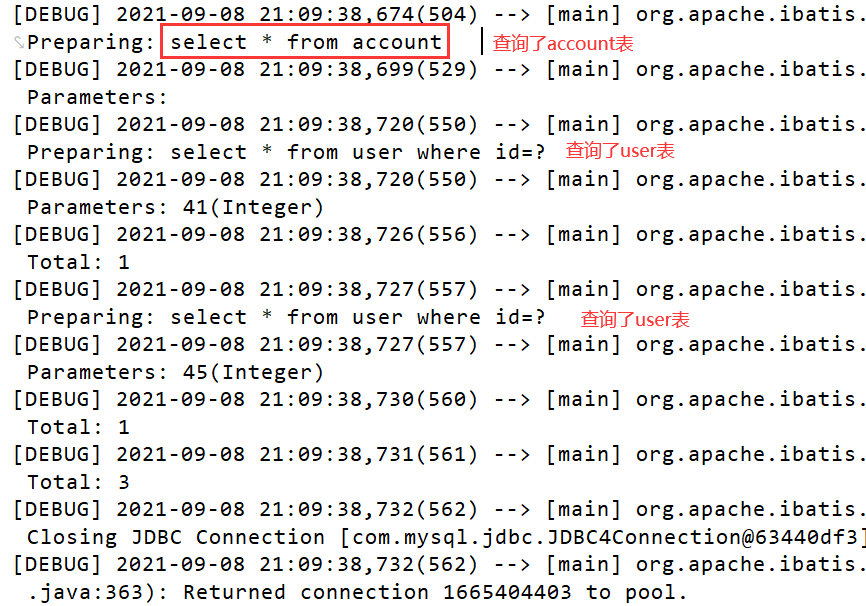 [DEBUG] 2021-09-08 21:09:38,674(504) --> [main] org.apache.ibatis.
Preparing: select * from account 查询了account表
[DEBUG] 2021-09-08 21:09:38,699(529) --> [main] org.apache.ibatis.
Parameters:
[DEBUG] 2021-09-08 21:09:38,720(550) --> [main] org.apache.ibatis.
Preparing: select * from user where id=? 查询了user表
[DEBUG] 2021-09-08 21:09:38,720(550) --> [main] org.apache.ibatis.
Parameters: 41(Integer)
[DEBUG] 2021-09-08 21:09:38,726(556) --> [main] org.apache.ibatis.
Total: 1
[DEBUG] 2021-09-08 21:09:38,727(557) --> [main] org.apache.ibatis.
Preparing: select * from user where id=? 查询了user表
[DEBUG] 2021-09-08 21:09:38,727(557) --> [main] org.apache.ibatis.
Parameters: 45(Integer)
[DEBUG] 2021-09-08 21:09:38,730(560) --> [main] org.apache.ibatis.
Total: 1
[DEBUG] 2021-09-08 21:09:38,731(561) --> [main] org.apache.ibatis.
Total: 3
[DEBUG] 2021-09-08 21:09:38,732(562) --> [main] org.apache.ibatis.
Closing JDBC Connection [com.mysql.jdbc.JDBC4Connection@63440df3]
[DEBUG] 2021-09-08 21:09:38,732(562) --> [main] org.apache.ibatis.
.java:363): Returned connection 1665404403 to pool.